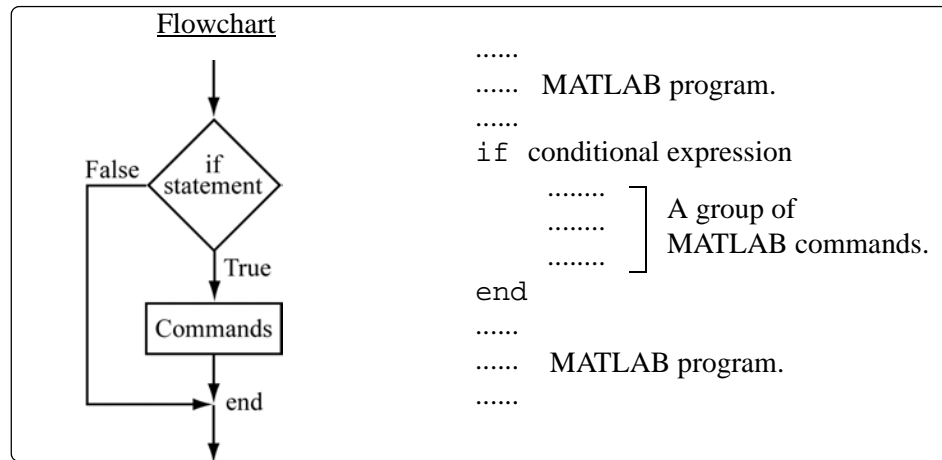 Flowchart
False
if
statement
True
Commands
end
......
...... MATLAB program.
......
if conditional expression
........
........
........
A group of
MATLAB commands.
end
......
...... MATLAB program.
......